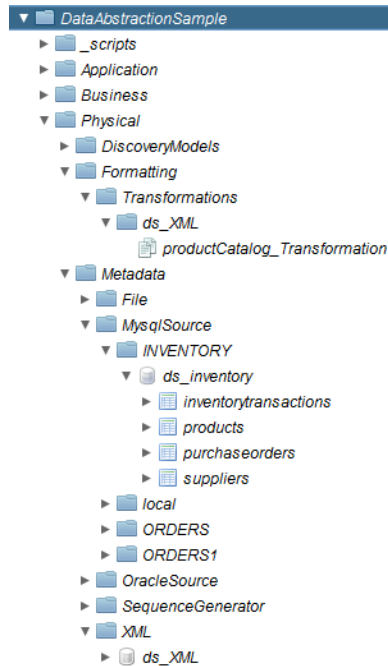 DataAbstractionSample
_scripts
Application
Business
Physical
DiscoveryModels
Formatting
Transformations
ds_XML
productCatalog_Transformation
Metadata
File
MysqlSource
INVENTORY
ds_inventory
inventorytransactions
products
purchaseorders
suppliers
local
ORDERS
ORDERS1
OracleSource
SequenceGenerator
XML
ds_XML